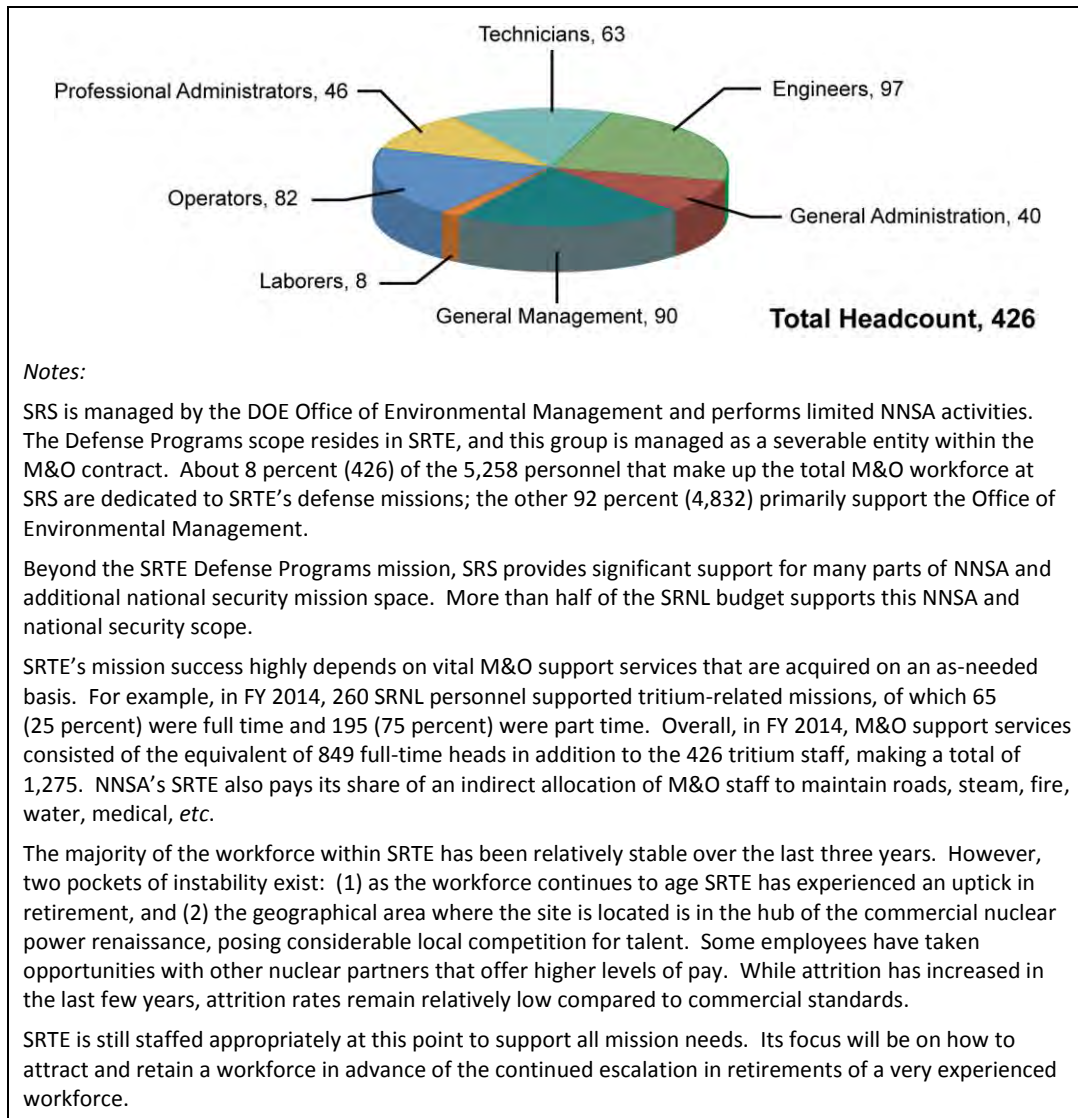 Technicians, 63
Professional Administrators, 46
Engineers, 97
Operators, 82
General Administration, 40
Laborers, 8
General Management, 90
Total Headcount, 426
Notes:
SRS is managed by the DOE Office of Environmental Management and performs limited NNSA activities.
The Defense Programs scope resides in SRTE, and this group is managed as a severable entity within the
M&O contract. About 8 percent (426) of the 5,258 personnel that make up the total M&O workforce at
SRS are dedicated to SRTE’s defense missions; the other 92 percent (4,832) primarily support the Office of
Environmental Management.
Beyond the SRTE Defense Programs mission, SRS provides significant support for many parts of NNSA and
additional national security mission space. More than half of the SRNL budget supports this NNSA and
national security scope.
SRTE’s mission success highly depends on vital M&O support services that are acquired on an as-needed
basis. For example, in FY 2014, 260 SRNL personnel supported tritium-related missions, of which 65
(25 percent) were full time and 195 (75 percent) were part time. Overall, in FY 2014, M&O support services
consisted of the equivalent of 849 full-time heads in addition to the 426 tritium staff, making a total of
1,275. NNSA’s SRTE also pays its share of an indirect allocation of M&O staff to maintain roads, steam, fire,
water, medical, etc.
The majority of the workforce within SRTE has been relatively stable over the last three years. However,
two pockets of instability exist: (1) as the workforce continues to age SRTE has experienced an uptick in
retirement, and (2) the geographical area where the site is located is in the hub of the commercial nuclear
power renaissance, posing considerable local competition for talent. Some employees have taken
opportunities with other nuclear partners that offer higher levels of pay. While attrition has increased in
the last few years, attrition rates remain relatively low compared to commercial standards.
SRTE is still staffed appropriately at this point to support all mission needs. Its focus will be on how to
attract and retain a workforce in advance of the continued escalation in retirements of a very experienced
workforce.